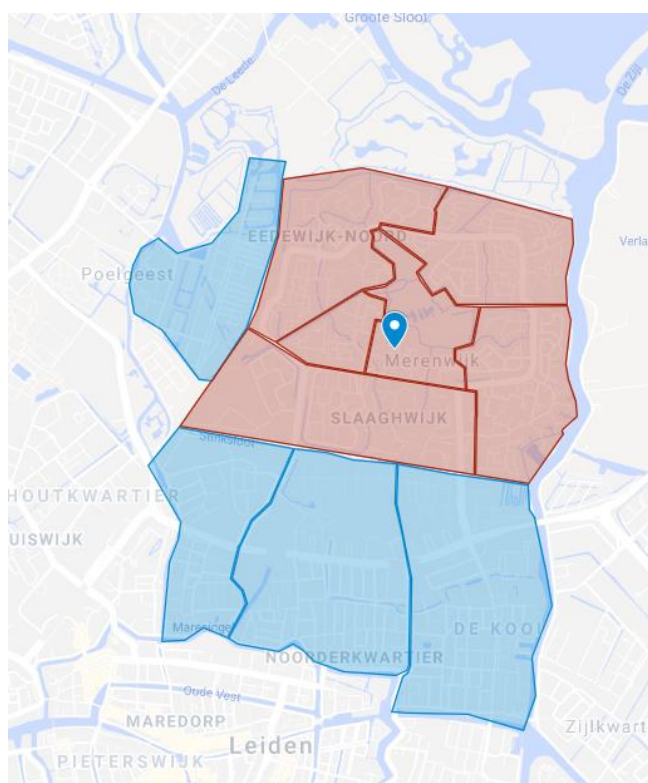 Groote Sloot
De Leede
De Zijl
EEDEWIJK-NOORD
Verla
Poelgeest
Merenwijk
SLAAGHWIJK
Slinksloot
HOUTKWARTIER
UISWIJK
Maresingel
DE KOOI
NOORDERKWARTIER
Oude Vest
MAREDORP
Zijlkwart
Leiden
PIETERSWIJK